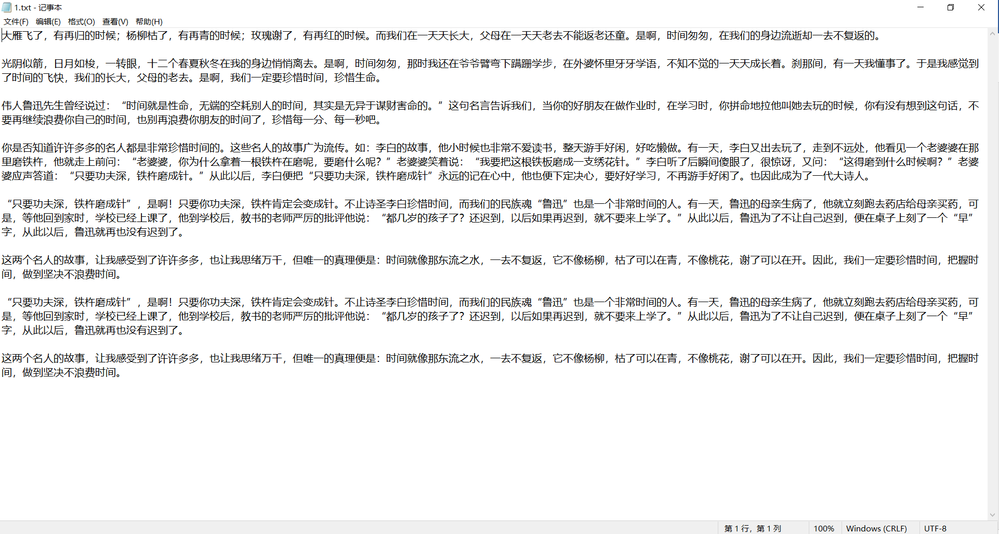 1.txt - 记事本
文件(F) 编辑(E) 格式(O) 查看(V) 帮助(H)
大雁飞了，有再归的时候；杨柳枯了，有再青的时候；玫瑰谢了，有再红的时候。而我们在一天天长大，父母在一天天老去不能返老还童。是啊，时间匆匆，在我们的身边流逝却一去不复返的。
光阴似箭，日月如梭，一转眼，十二个春夏秋冬在我的身边悄悄离去。是啊，时间匆匆，那时我还在爷爷臂弯下蹒跚学步，在外婆怀里牙牙学语，不知不觉的一天天成长着。刹那间，有一天我懂事了。于是我感觉到
了时间的飞快，我们的长大，父母的老去。是啊，我们一定要珍惜时间，珍惜生命。
伟人鲁迅先生曾经说过：“时间就是性命，无端的空耗别人的时间，其实是无异于谋财害命的。”这句名言告诉我们，当你的好朋友在做作业时，在学习时，你拼命地拉他叫她去玩的时候，你有没有想到这句话，不
要再继续浪费你自己的时间，也别再浪费你朋友的时间了，珍惜每一分、每一秒吧。
你是否知道许许多多的名人都是非常珍惜时间的。这些名人的故事广为流传。如：李白的故事，他小时候也非常不爱读书，整天游手好闲，好吃懒做。有一天，李白又出去玩了，走到不远处，他看见一个老婆婆在那
里磨铁杵，他就走上前问：“老婆婆，你为什么拿着一根铁杵在磨呢，要磨什么呢？”老婆婆笑着说：“我要把这根铁板磨成一支绣花针。”李白听了后瞬间傻眼了，很惊讶，又问：“这得磨到什么时候啊？”老婆
婆应声答道：“只要功夫深，铁杵磨成针。”从此以后，李白便把“只要功夫深，铁杵磨成针”永远的记在心中，他也便下定决心，要好好学习，不再游手好闲了。也因此成为了一代大诗人。
“只要功夫深，铁杵磨成针”，是啊！只要你功夫深，铁杵肯定会变成针。不止诗圣李白珍惜时间，而我们的民族魂“鲁迅”也是一个非常时间的人。有一天，鲁迅的母亲生病了，他就立刻跑去药店给母亲买药，可
是，等他回到家时，学校已经上课了，他到学校后，教书的老师严厉的批评他说：“都几岁的孩子了？还迟到，以后如果再迟到，就不要来上学了。”从此以后，鲁迅为了不让自己迟到，便在桌子上刻了一个“早”
字，从此以后，鲁迅就再也没有迟到了。
这两个名人的故事，让我感受到了许许多多，也让我思绪万千，但唯一的真理便是：时间就像那东流之水，一去不复返，它不像杨柳，枯了可以在青，不像桃花，谢了可以在开。因此，我们一定要珍惜时间，把握时
间，做到坚决不浪费时间。
“只要功夫深，铁杵磨成针”，是啊！只要你功夫深，铁杵肯定会变成针。不止诗圣李白珍惜时间，而我们的民族魂“鲁迅”也是一个非常时间的人。有一天，鲁迅的母亲生病了，他就立刻跑去药店给母亲买药，可
是，等他回到家时，学校已经上课了，他到学校后，教书的老师严厉的批评他说：“都几岁的孩子了？还迟到，以后如果再迟到，就不要来上学了。”从此以后，鲁迅为了不让自己迟到，便在桌子上刻了一个“早”
字，从此以后，鲁迅就再也没有迟到了。
这两个名人的故事，让我感受到了许许多多，也让我思绪万千，但唯一的真理便是：时间就像那东流之水，一去不复返，它不像杨柳，枯了可以在青，不像桃花，谢了可以在开。因此，我们一定要珍惜时间，把握时
间，做到坚决不浪费时间。
第 1 行，第 1 列 100% Windows (CRLF) UTF-8